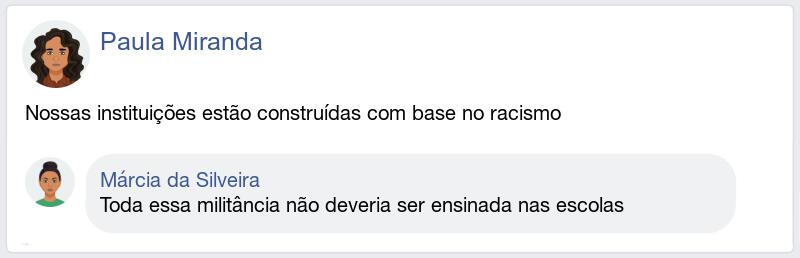 Paula Miranda
Nossas instituições estão construídas com base no racismo
Márcia da Silveira
Toda essa militância não deveria ser ensinada nas escolas